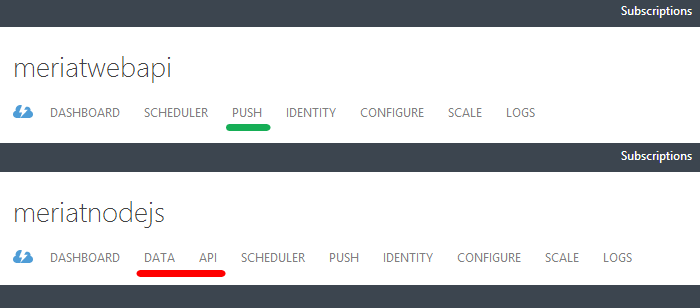 Subscriptions
meriatwebapi
DASHBOARD SCHEDULER PUSH IDENTITY CONFIGURE SCALE LOGS
Subscriptions
meriatnodejs
DASHBOARD DATA API SCHEDULER PUSH IDENTITY CONFIGURE SCALE LOGS